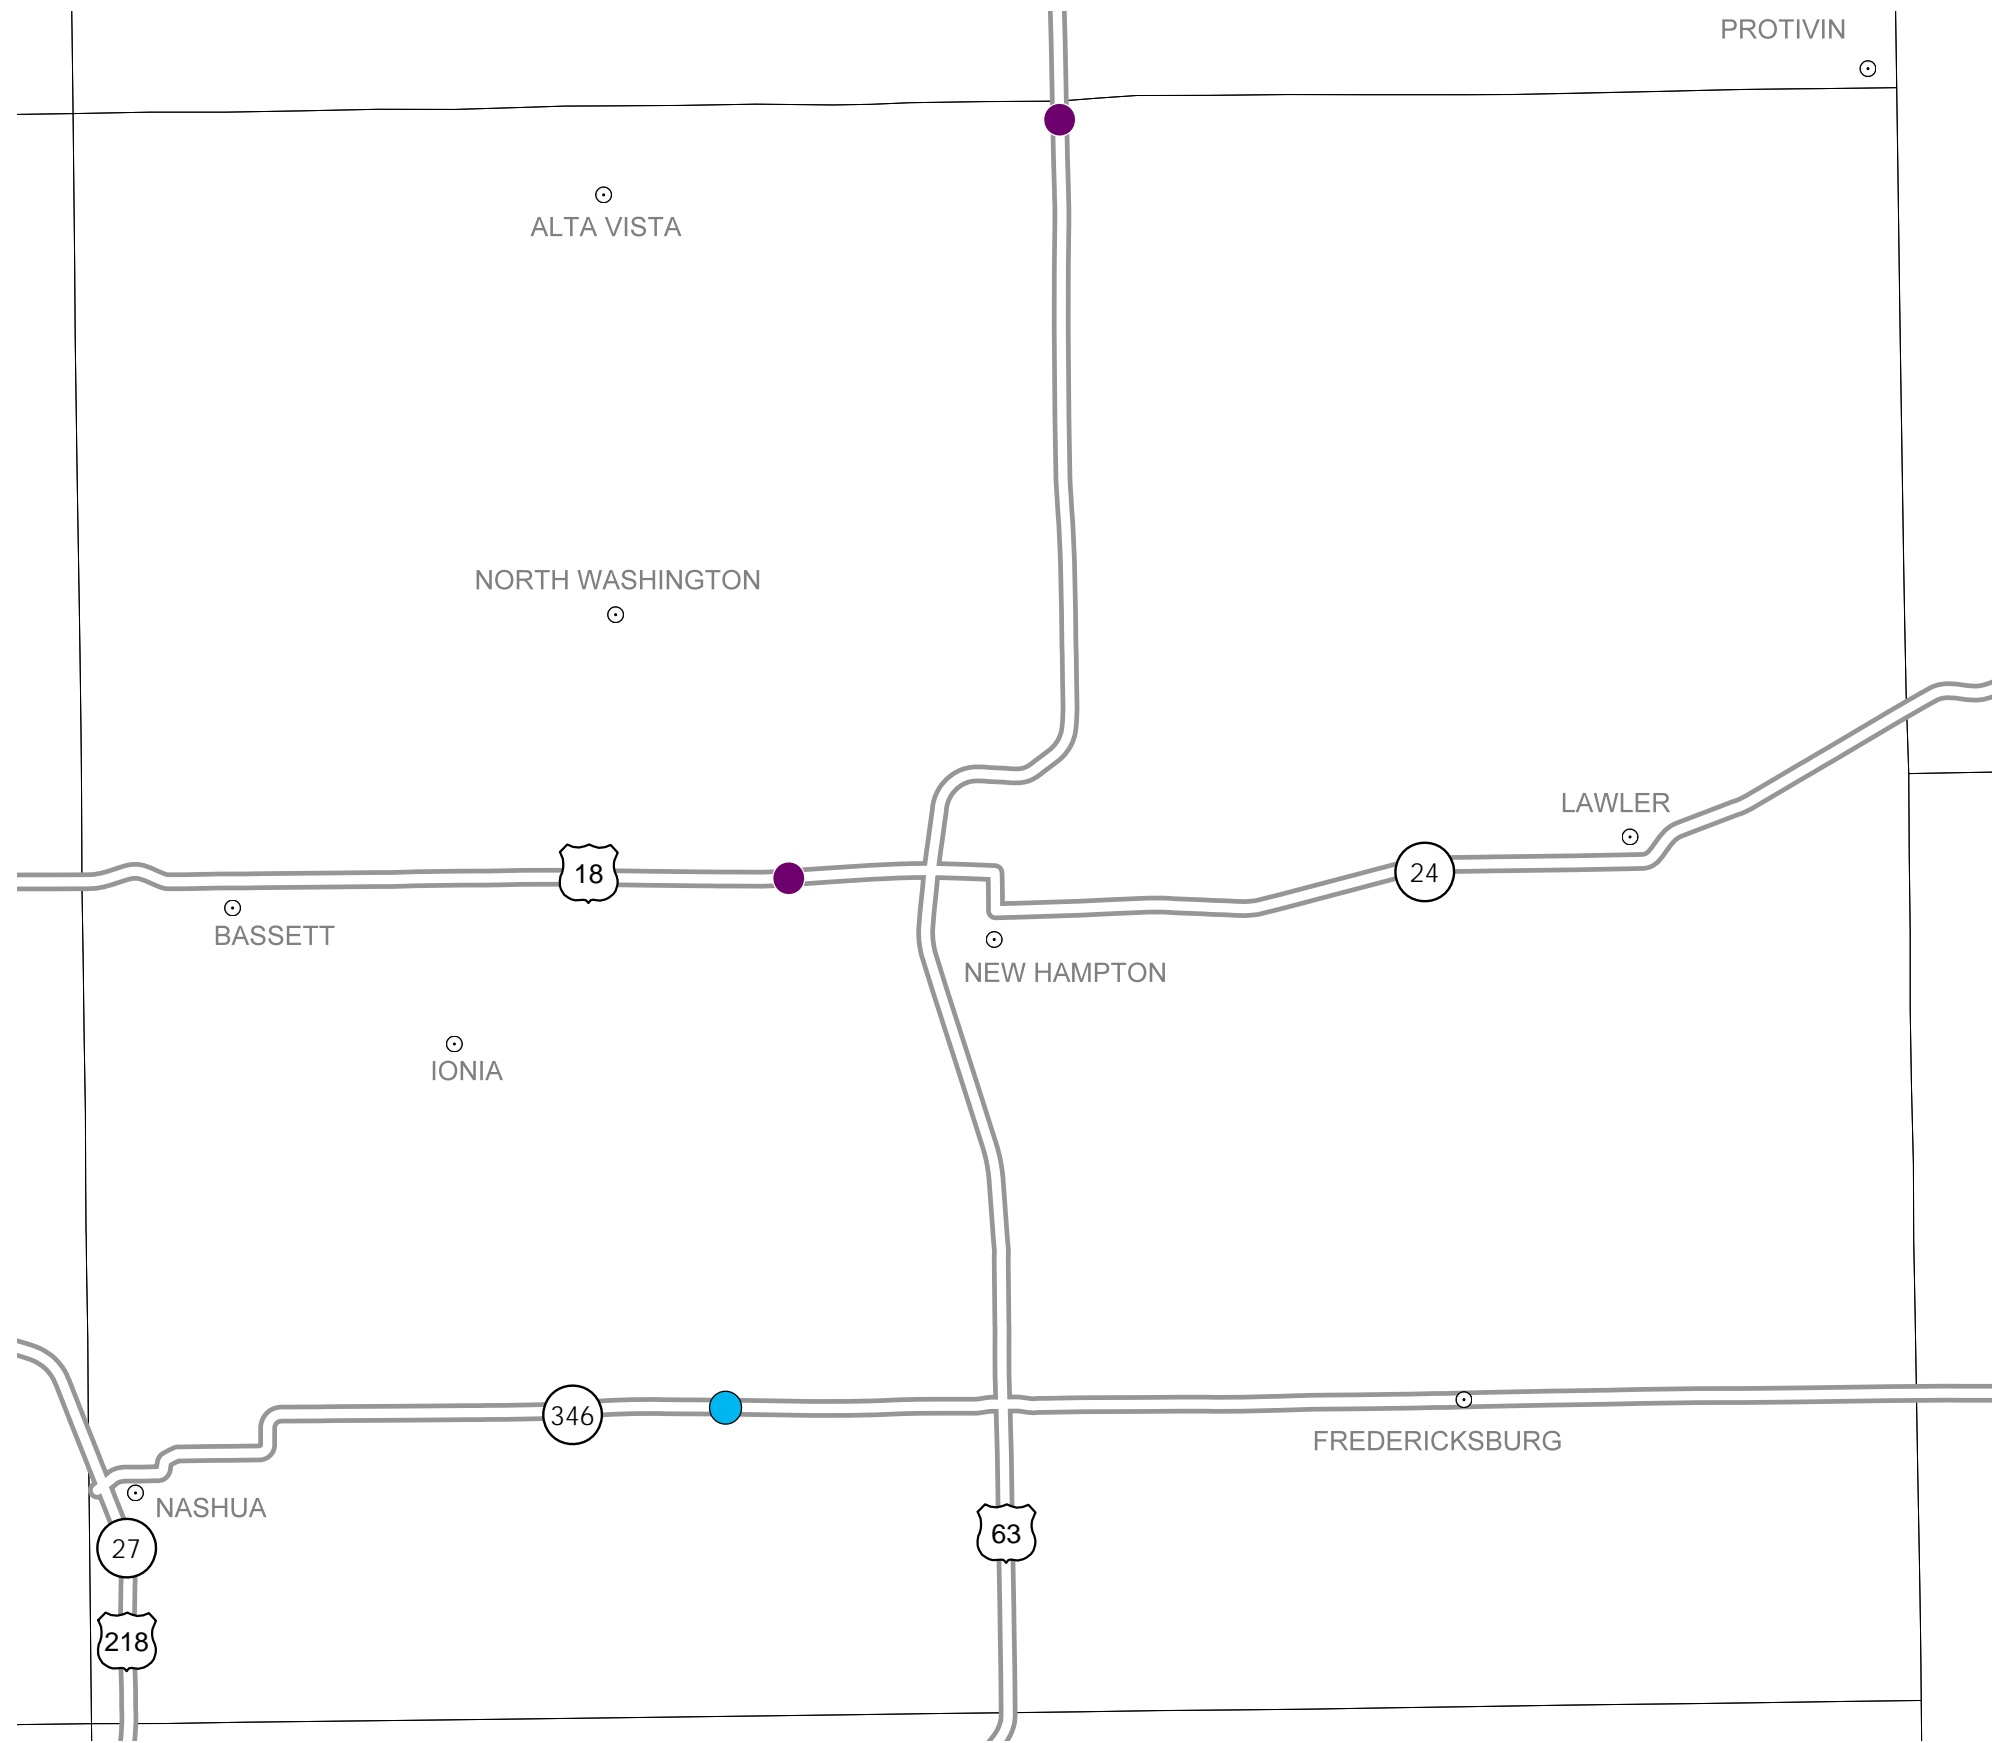 PROTIVIN
ALTA VISTA
NORTH WASHINGTON
LAWLER
18
24
BASSETT
NEW HAMPTON
IONIA
346
FREDERICKSBURG
NASHUA
63
27
218